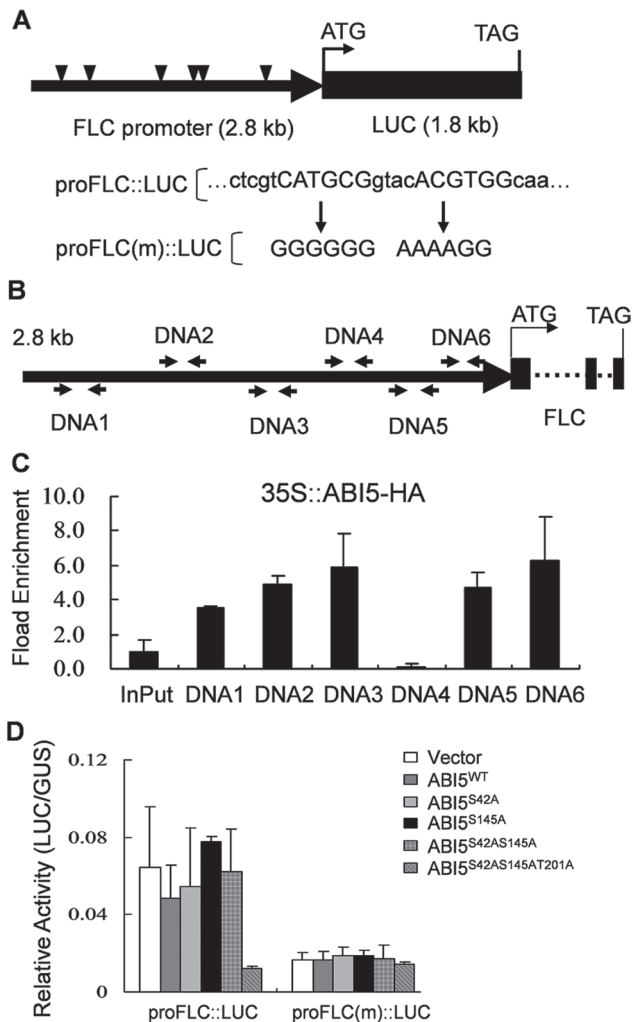 A
ATG
TAG
FLC promoter (2.8 kb)
LUC (1.8 kb)
proFLC::LUC
...ctcgtCATGCGgtacACGTGGcaa...
proFLC(m)::LUC
GGGGGG AAAAGG
B
2.8 kb
DNA2
DNA4
DNA6
ATG
TAG
DNA1
DNA3
DNA5
FLC
C
35S::ABI5-HA
Fload Enrichment
10.0
8.0
6.0
4.0
2.0
0.0
InPut DNA1 DNA2 DNA3 DNA4 DNA5 DNA6
D
Relative Activity (LUC/GUS)
0.12
0.08
0.04
0
Vector
ABI5WT
ABI5S42A
ABI5S145A
ABI5S42AS145A
ABI5S42AS145AT201A
proFLC::LUC
proFLC(m)::LUC